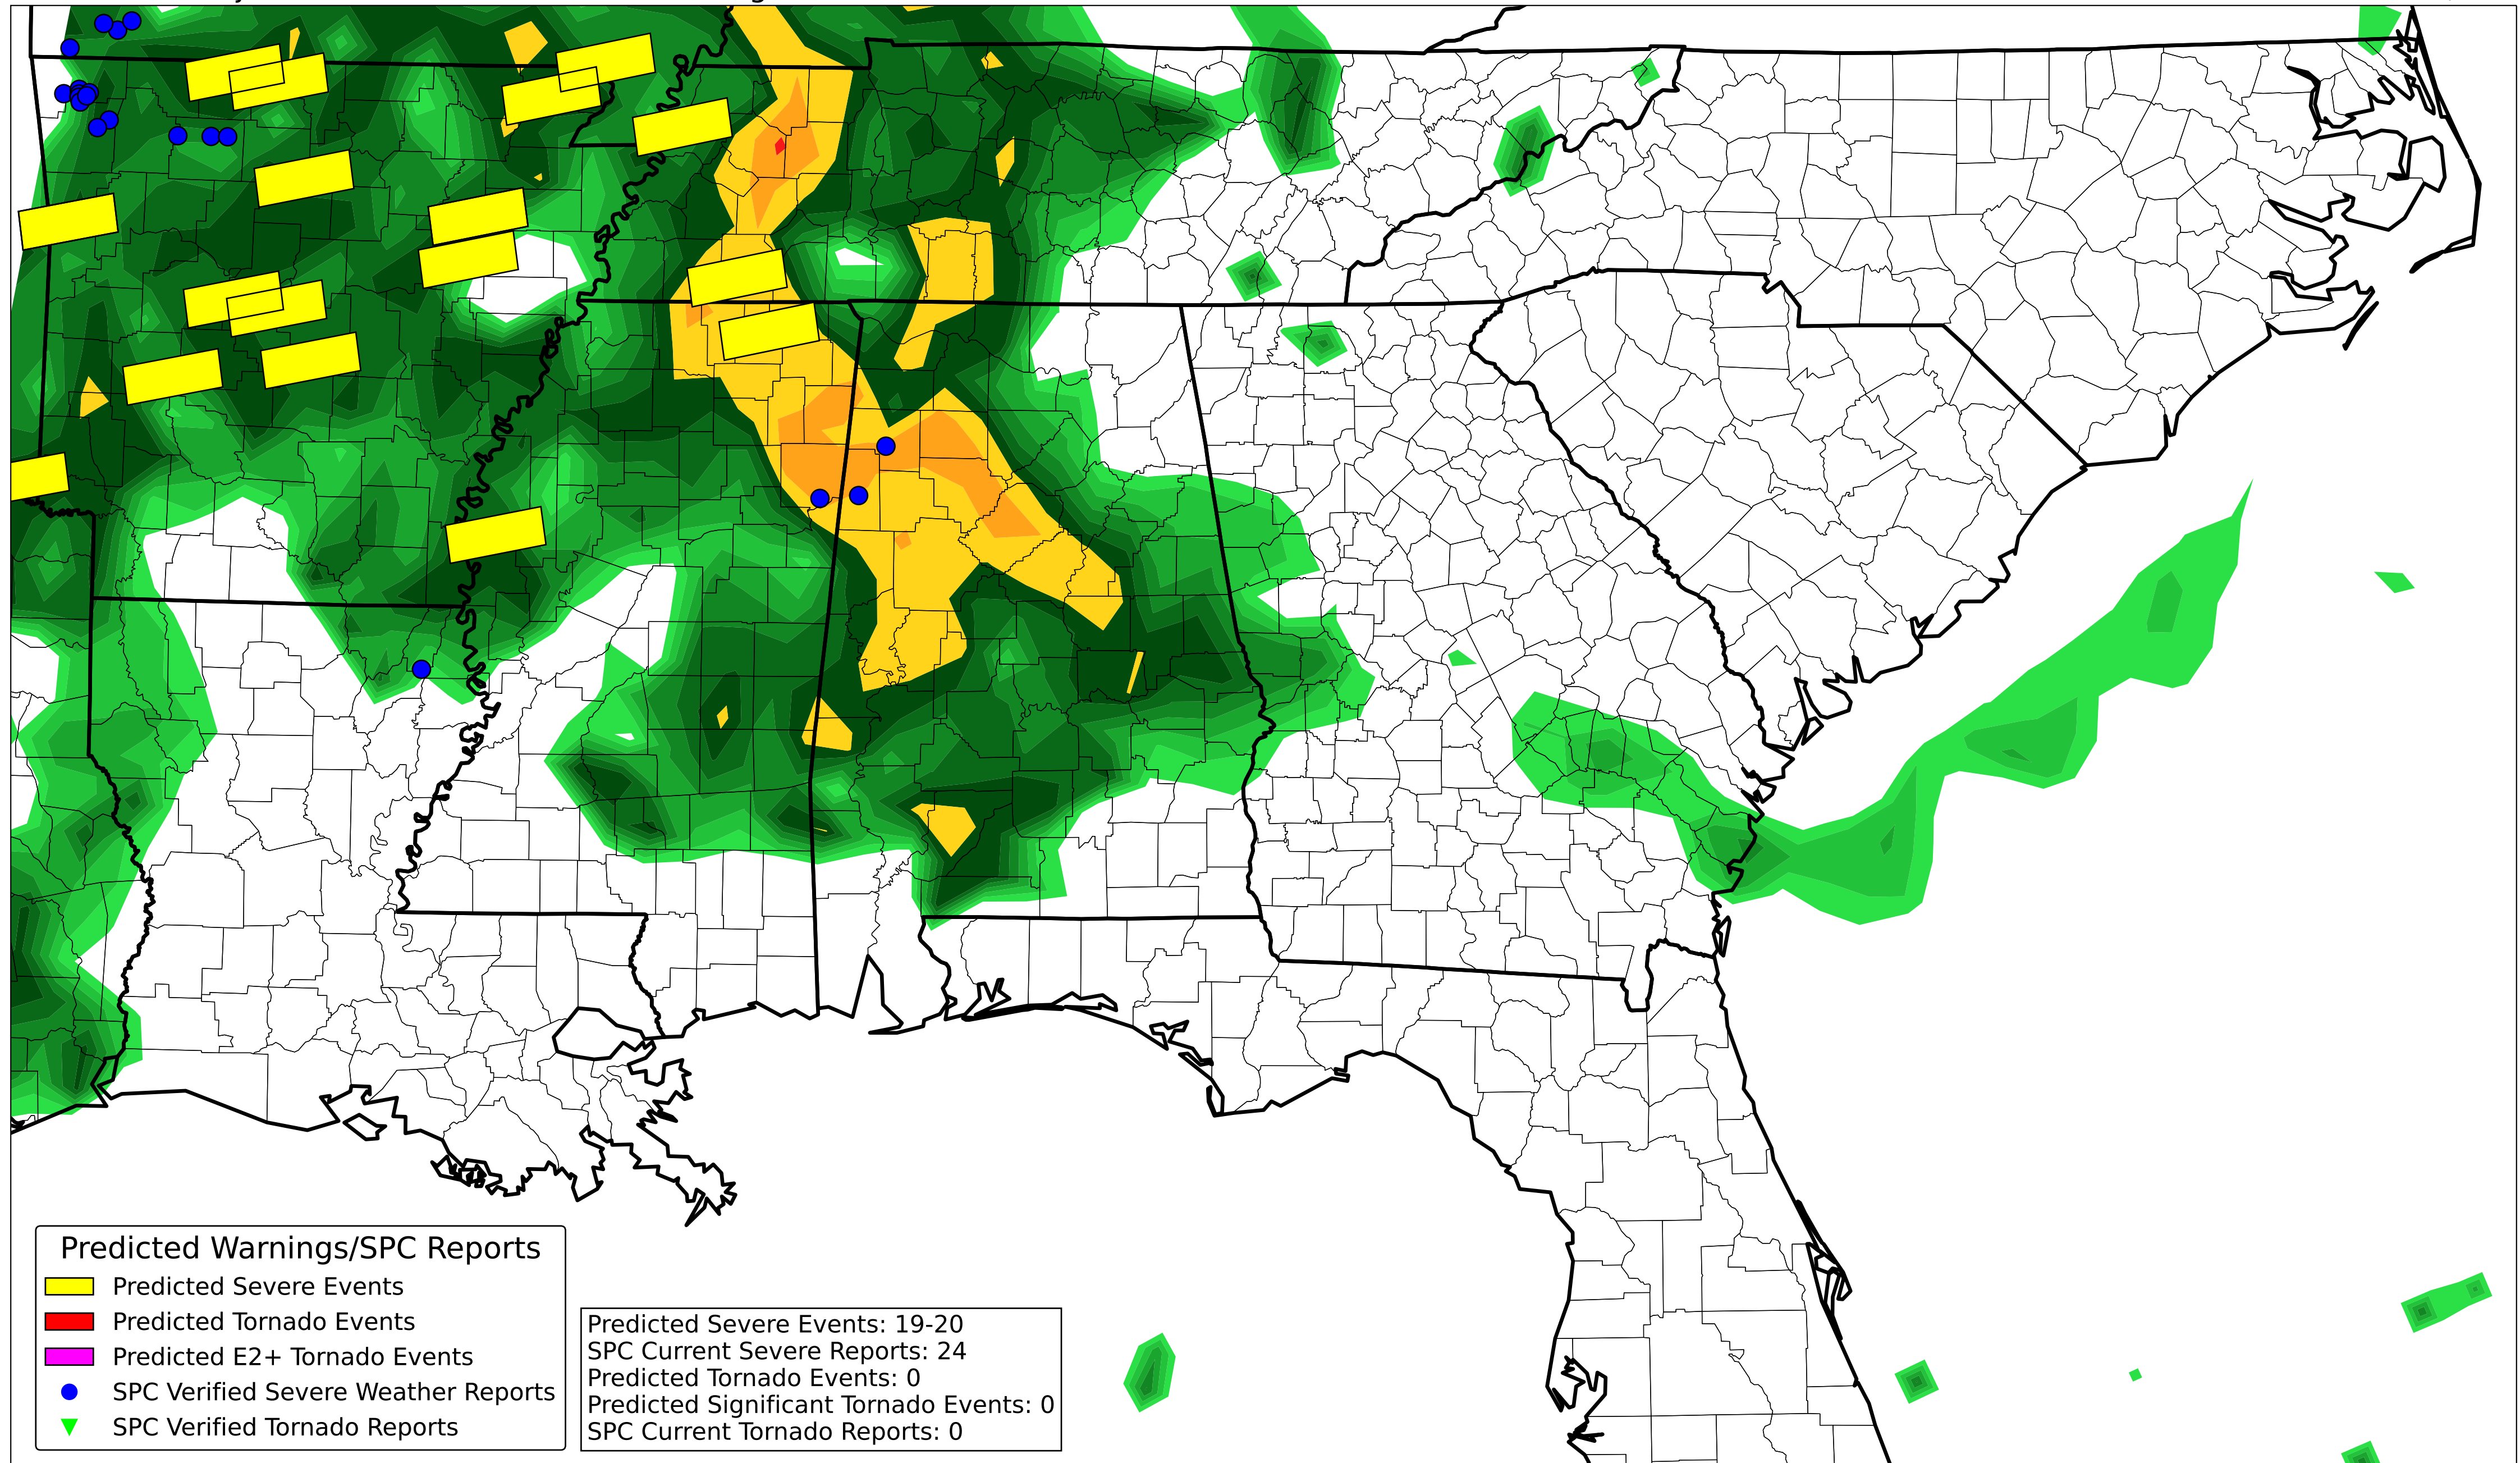 Predicted Warnings/SPC Reports
Predicted Severe Events
Predicted Tornado Events
Predicted E2+ Tornado Events
SPC Verified Severe Weather Reports
SPC Verified Tornado Reports
Predicted Severe Events: 19-20
SPC Current Severe Reports: 24
Predicted Tornado Events: 0
Predicted Significant Tornado Events: 0
SPC Current Tornado Reports: 0